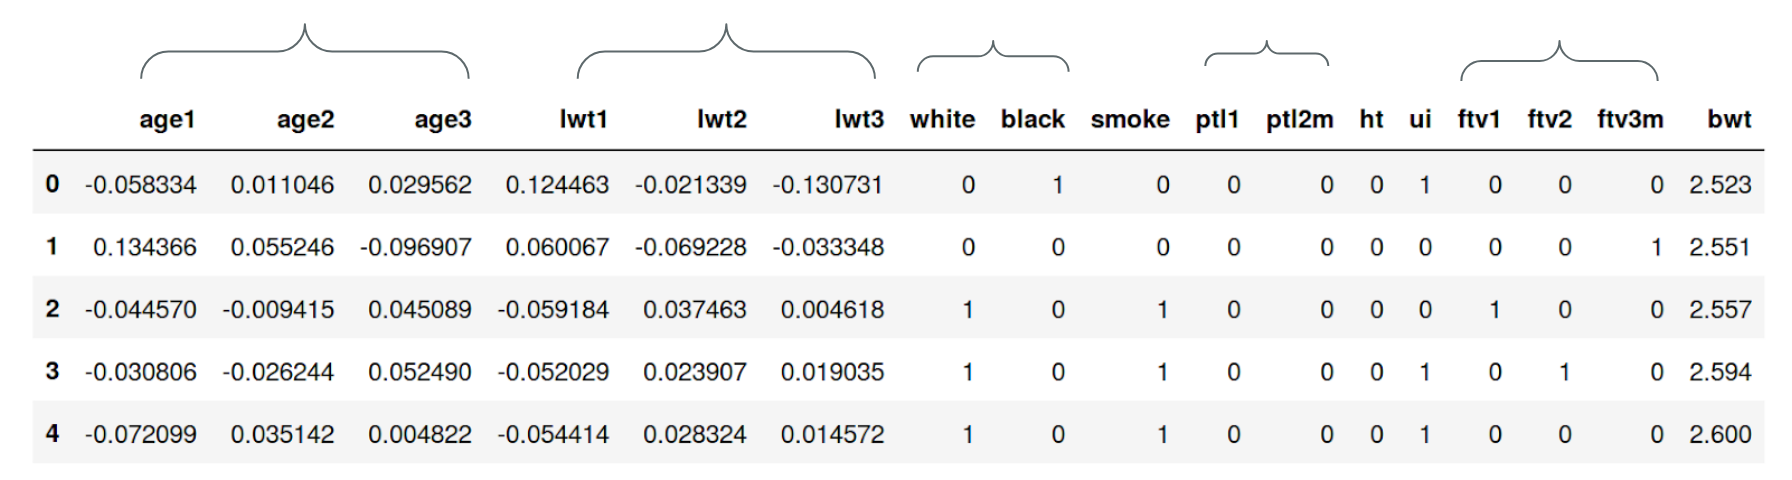 age1 age2 age3 lwt1 lwt2 lwt3 white black smoke ptl1 ptl2m ht ui ftv1 ftv2 ftv3m bwt
0 -0.058334 0.011046 0.029562 0.124463 -0.021339 -0.130731 0 1 0 0 0 0 1 0 0 0 2.523
1 0.134366 0.055246 -0.096907 0.060067 -0.069228 -0.033348 0 0 0 0 0 0 0 0 0 1 2.551
2 -0.044570 -0.009415 0.045089 -0.059184 0.037463 0.004618 1 0 1 0 0 0 0 1 0 0 2.557
3 -0.030806 -0.026244 0.052490 -0.052029 0.023907 0.019035 1 0 1 0 0 0 1 0 1 0 2.594
4 -0.072099 0.035142 0.004822 -0.054414 0.028324 0.014572 1 0 1 0 0 0 1 0 0 0 2.600